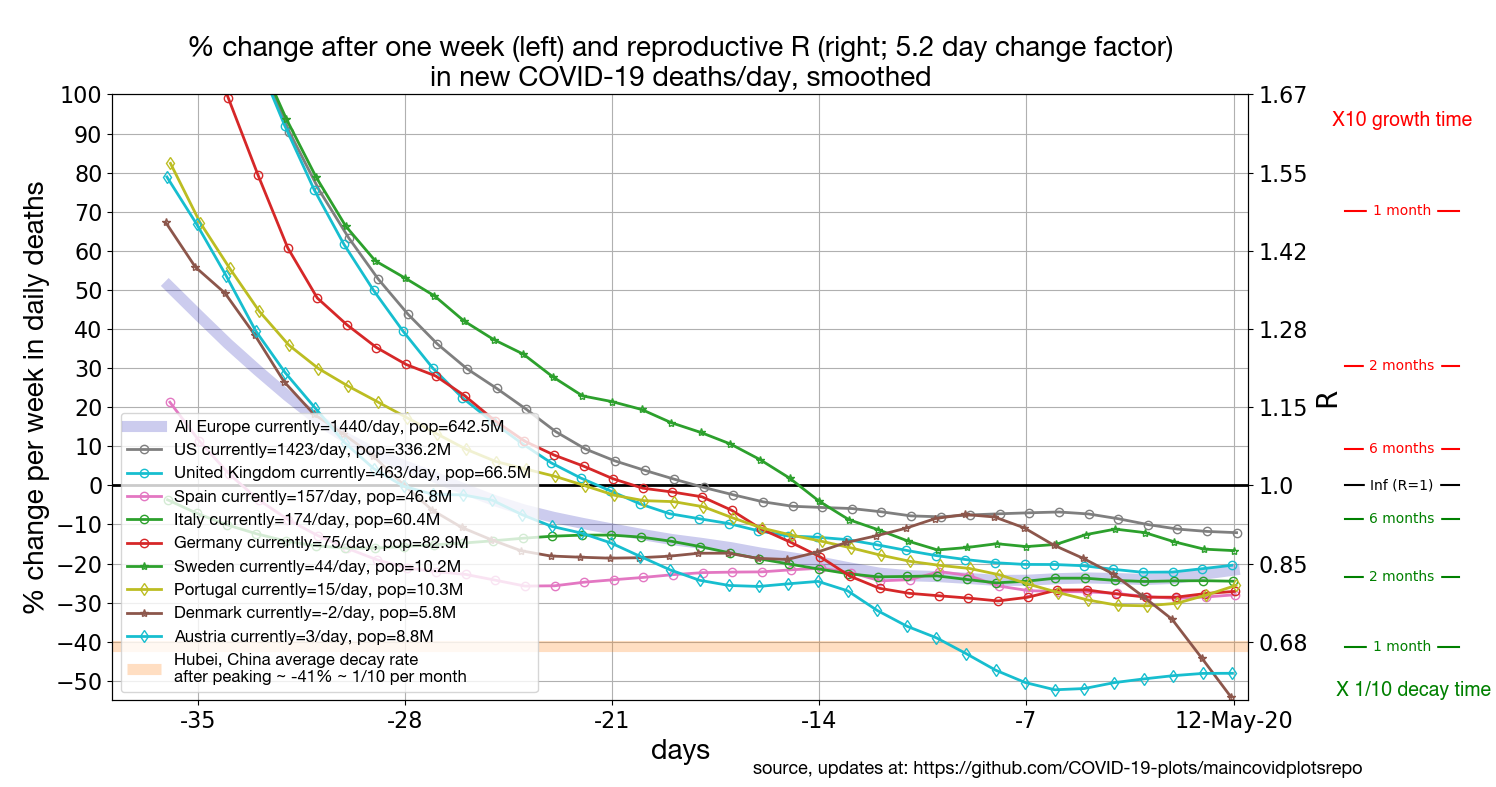 % change after one week (left) and reproductive R (right; 5.2 day change factor)
in new COVID-19 deaths/day, smoothed
% change per week in daily deaths
100
90
80
70
60
50
40
30
20
10
0
−10
−20
−30
−40
−50
All Europe currently=1440/day, pop=642.5M
US currently=1423/day, pop=336.2M
United Kingdom currently=463/day, pop=66.5M
Spain currently=157/day, pop=46.8M
Italy currently=174/day, pop=60.4M
Germany currently=75/day, pop=82.9M
Sweden currently=44/day, pop=10.2M
Portugal currently=15/day, pop=10.3M
Denmark currently=-2/day, pop=5.8M
Austria currently=3/day, pop=8.8M
Hubei, China average decay rate
after peaking ~ -41% ~ 1/10 per month
-35
-28
-21
-14
-7
12-May-20
days
1.67
1.55
1.42
1.28
1.15
1.0
0.85
0.68
R
X10 growth time
1 month
2 months
6 months
Inf (R=1)
6 months
2 months
1 month
X 1/10 decay time
source, updates at: https://github.com/COVID-19-plots/maincovidplotsrepo